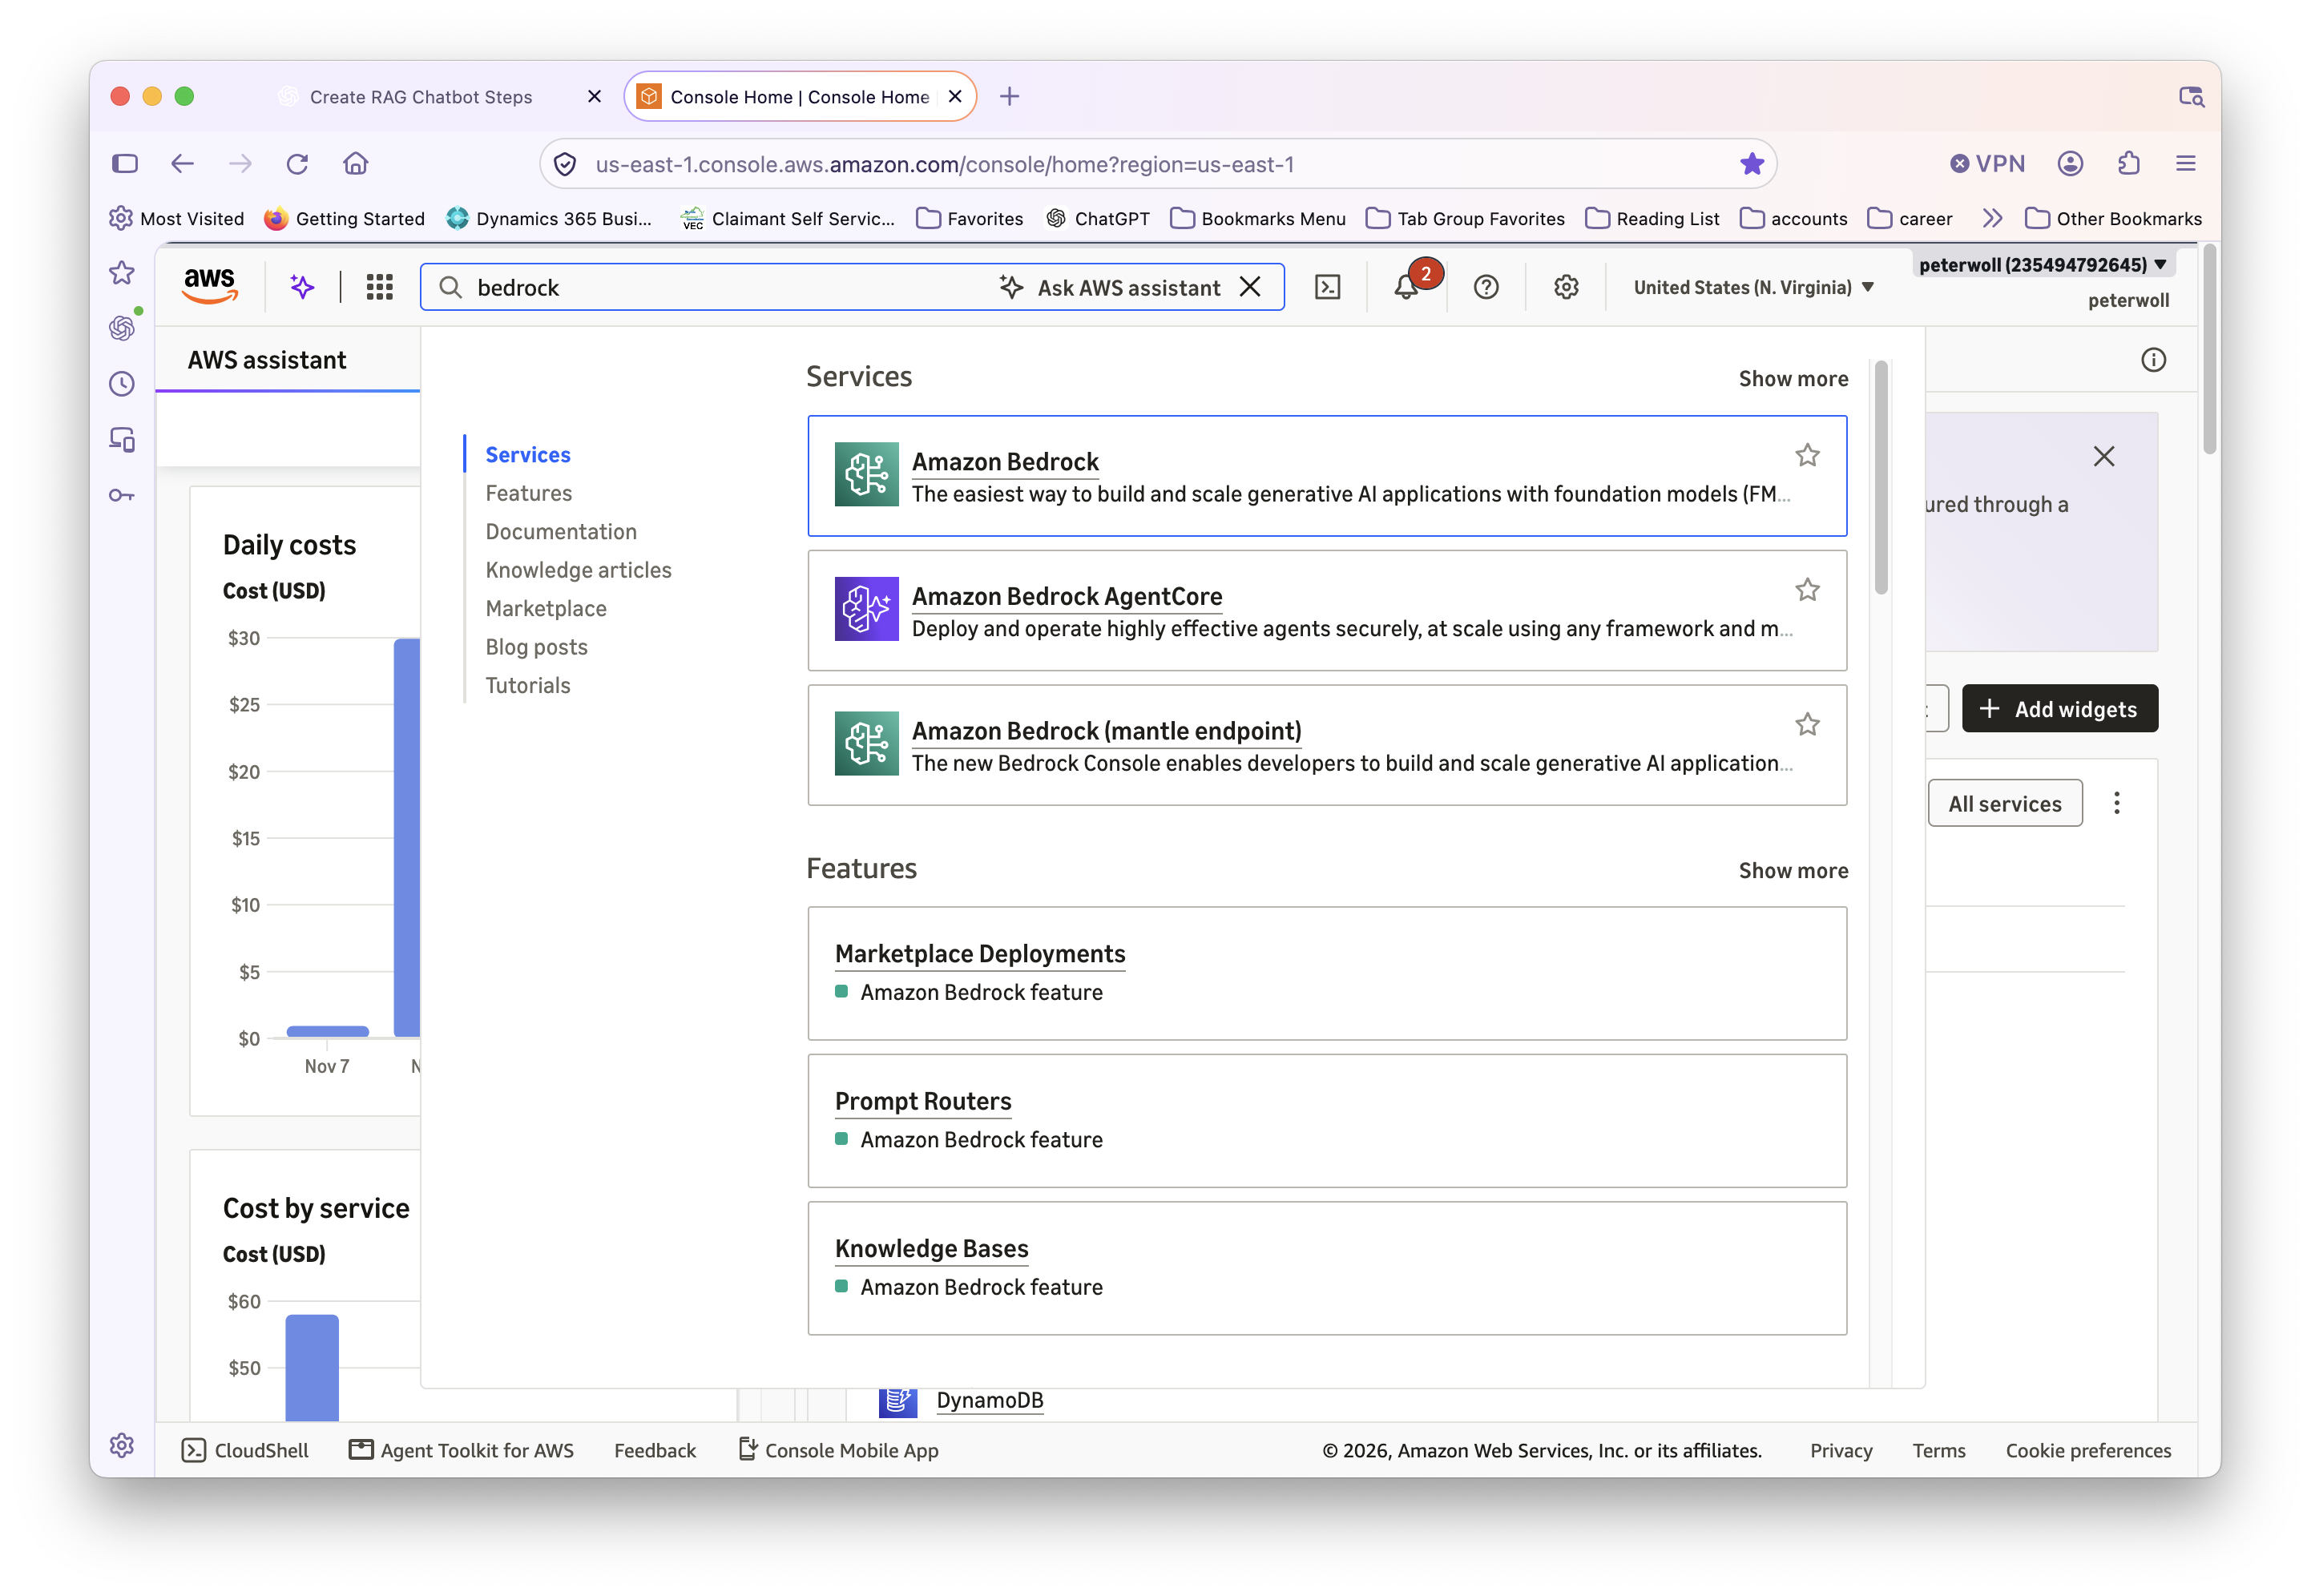 Create RAG Chatbot Steps
Console Home | Console Home
us-east-1.console.aws.amazon.com/console/home?region=us-east-1
VPN
Most Visited
Getting Started
Dynamics 365 Busi...
VEC
Claimant Self Servic...
Favorites
ChatGPT
Bookmarks Menu
Tab Group Favorites
Reading List
accounts
career
Other Bookmarks
aws
bedrock
Ask AWS assistant
2
United States (N. Virginia)
peterwoll (235494792645)
peterwoll
AWS assistant
Services
Features
Documentation
Knowledge articles
Marketplace
Blog posts
Tutorials
Services
Show more
Amazon Bedrock
The easiest way to build and scale generative AI applications with foundation models (FM...
Amazon Bedrock AgentCore
Deploy and operate highly effective agents securely, at scale using any framework and m...
Amazon Bedrock (mantle endpoint)
The new Bedrock Console enables developers to build and scale generative AI application...
Features
Show more
Marketplace Deployments
Amazon Bedrock feature
Prompt Routers
Amazon Bedrock feature
Knowledge Bases
Amazon Bedrock feature
ured through a
Add widgets
All services
Daily costs
Cost (USD)
$30
$25
$20
$15
$10
$5
$0
Nov 7
N
Cost by service
Cost (USD)
$60
$50
DynamoDB
CloudShell
Agent Toolkit for AWS
Feedback
Console Mobile App
© 2026, Amazon Web Services, Inc. or its affiliates.
Privacy
Terms
Cookie preferences